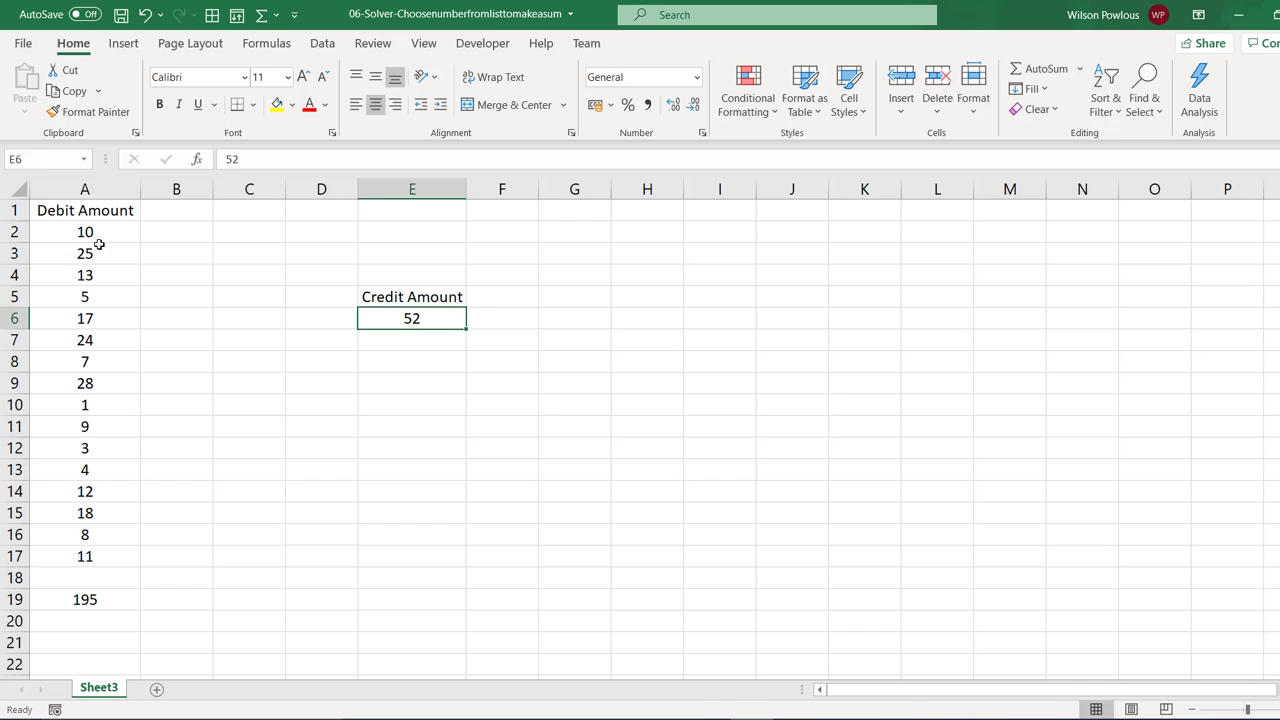 AutoSave Off 06-Solver-Chosenumberfromlisttomakeasum Search Wilson Powlous WP
File Home Insert Page Layout Formulas Data Review View Developer Help Team Share
Paste Cut Copy Format Painter Clipboard
Calibri 11 B I U A Font
Wrap Text Merge & Center Alignment
General % Number
Conditional Formatting Format as Table Cell Styles Styles
Insert Delete Format Cells
AutoSum Fill Clear Sort & Filter Find & Select Editing
Data Analysis Analysis
E6 fx 52
A B C D E F G H I J K L M N O P
1 Debit Amount
2 10
3 25
4 13
5 5 Credit Amount
6 17 52
7 24
8 7
9 28
10 1
11 9
12 3
13 4
14 12
15 18
16 8
17 11
18
19 195
20
21
22
Sheet3
Ready